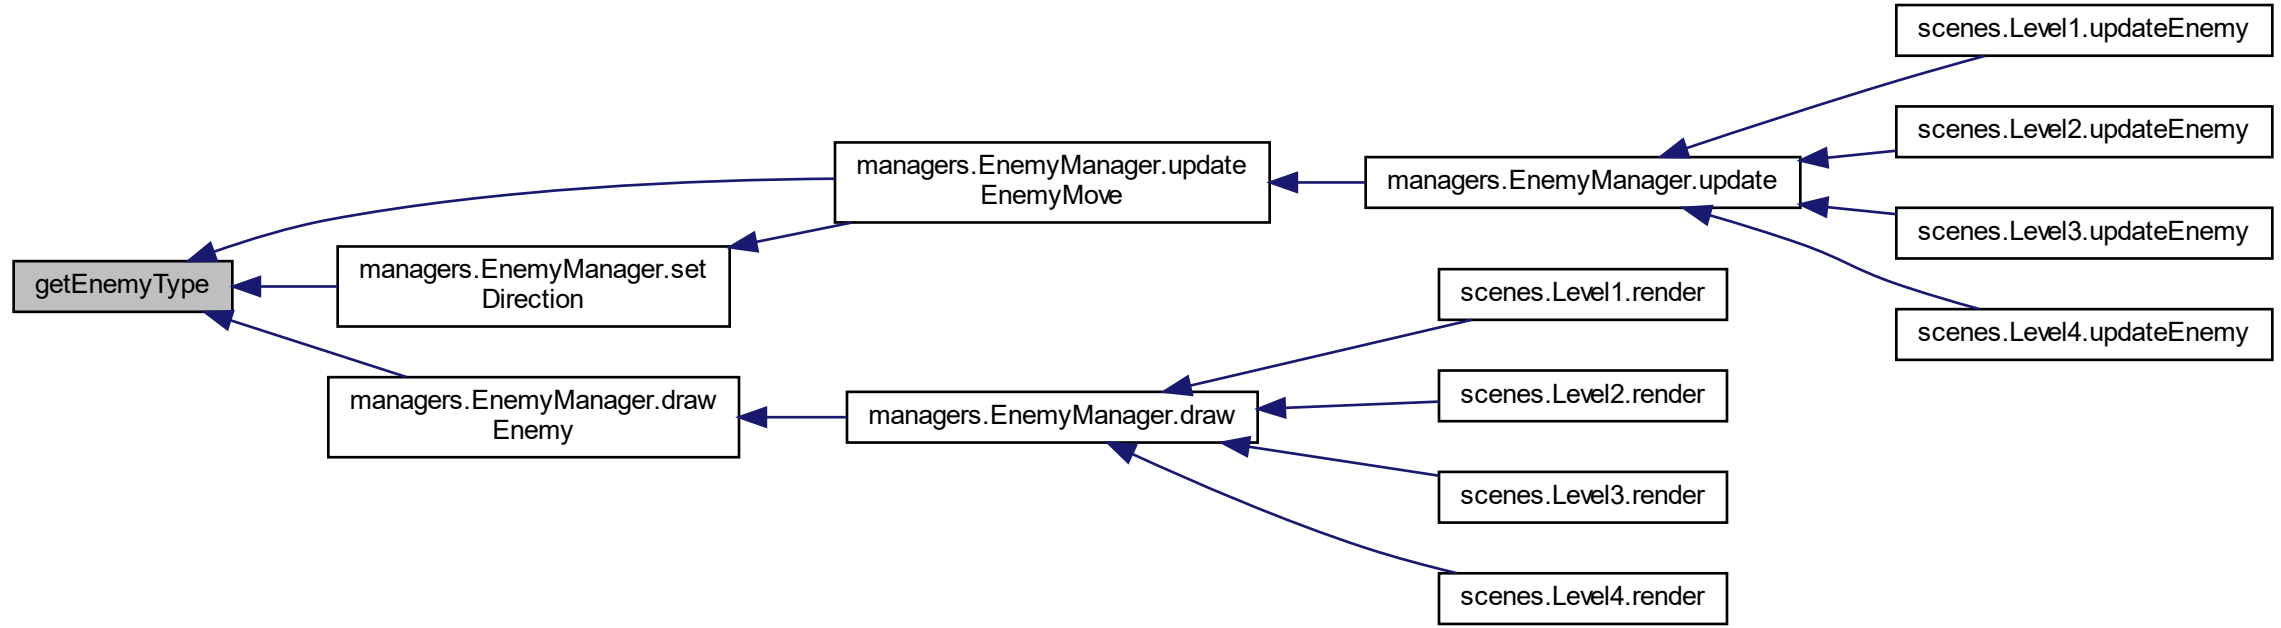 getEnemyType
managers.EnemyManager.update
EnemyMove
managers.EnemyManager.set
Direction
managers.EnemyManager.draw
Enemy
managers.EnemyManager.update
managers.EnemyManager.draw
scenes.Level1.updateEnemy
scenes.Level2.updateEnemy
scenes.Level3.updateEnemy
scenes.Level4.updateEnemy
scenes.Level1.render
scenes.Level2.render
scenes.Level3.render
scenes.Level4.render